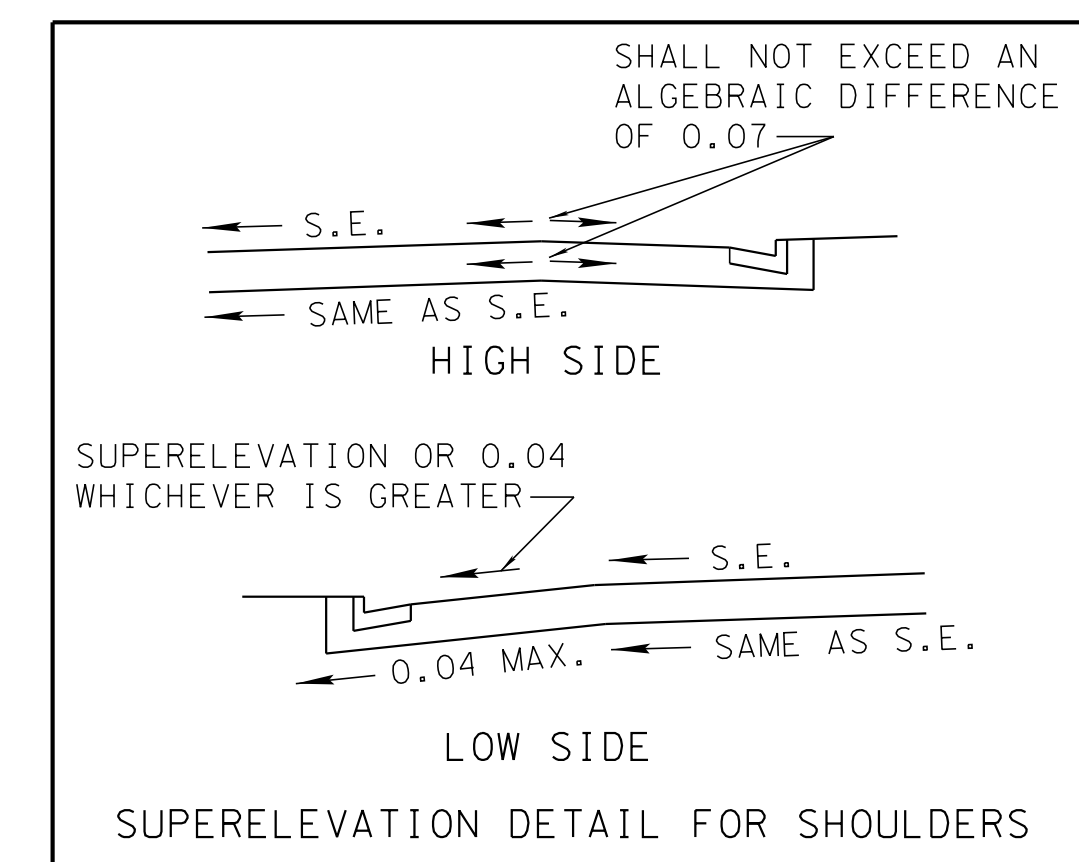 SHALL NOT EXCEED AN
ALGEBRAIC DIFFERENCE
OF 0.07
S.E.
SAME AS S.E.
HIGH SIDE
SUPERELEVATION OR 0.04
WHICHEVER IS GREATER
S.E.
0.04 MAX.
SAME AS S.E.
LOW SIDE
SUPERELEVATION DETAIL FOR SHOULDERS